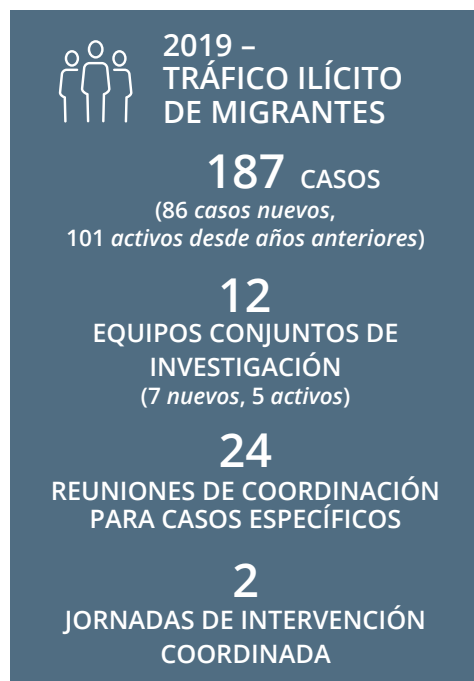 2019 –
TRÁFICO ILÍCITO
DE MIGRANTES
187 CASOS
(86 casos nuevos,
101 activos desde años anteriores)
12
EQUIPOS CONJUNTOS DE
INVESTIGACIÓN
(7 nuevos, 5 activos)
24
REUNIONES DE COORDINACIÓN
PARA CASOS ESPECÍFICOS
2
JORNADAS DE INTERVENCIÓN
COORDINADA